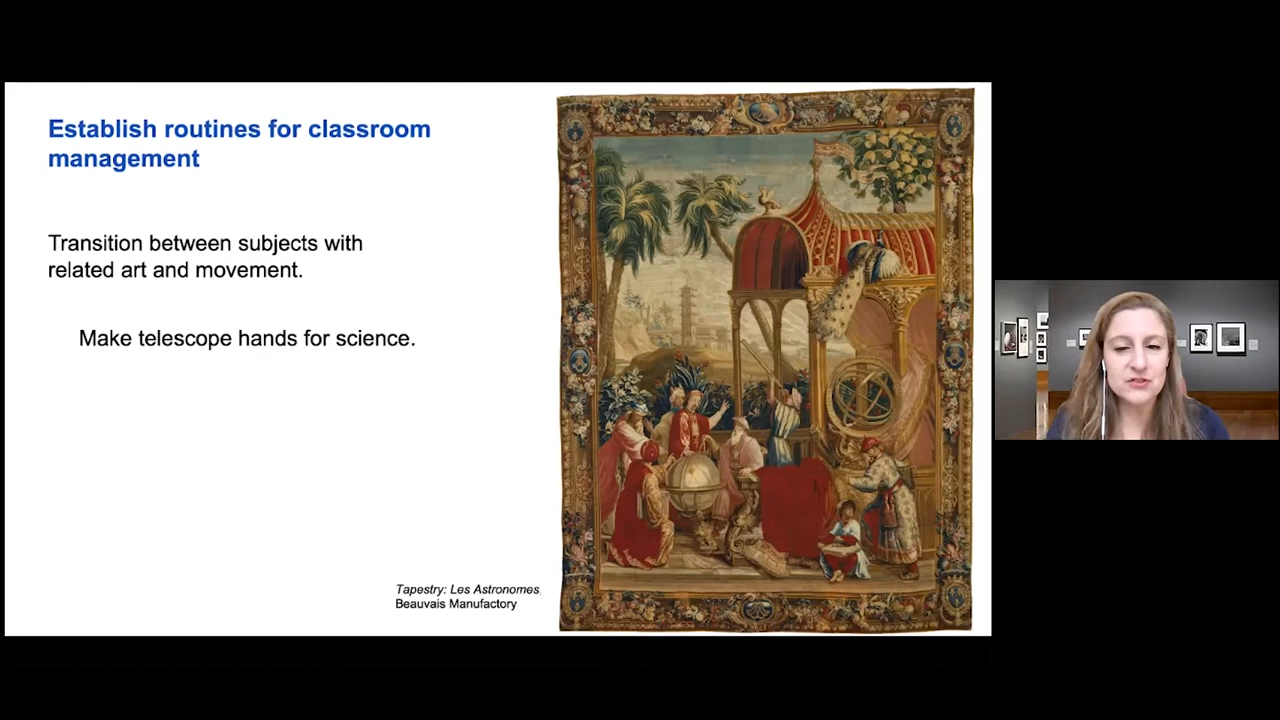 Establish routines for classroom
management
Transition between subjects with
related art and movement.
Make telescope hands for science.
Tapestry: Les Astronomes,
Beauvais Manufactory